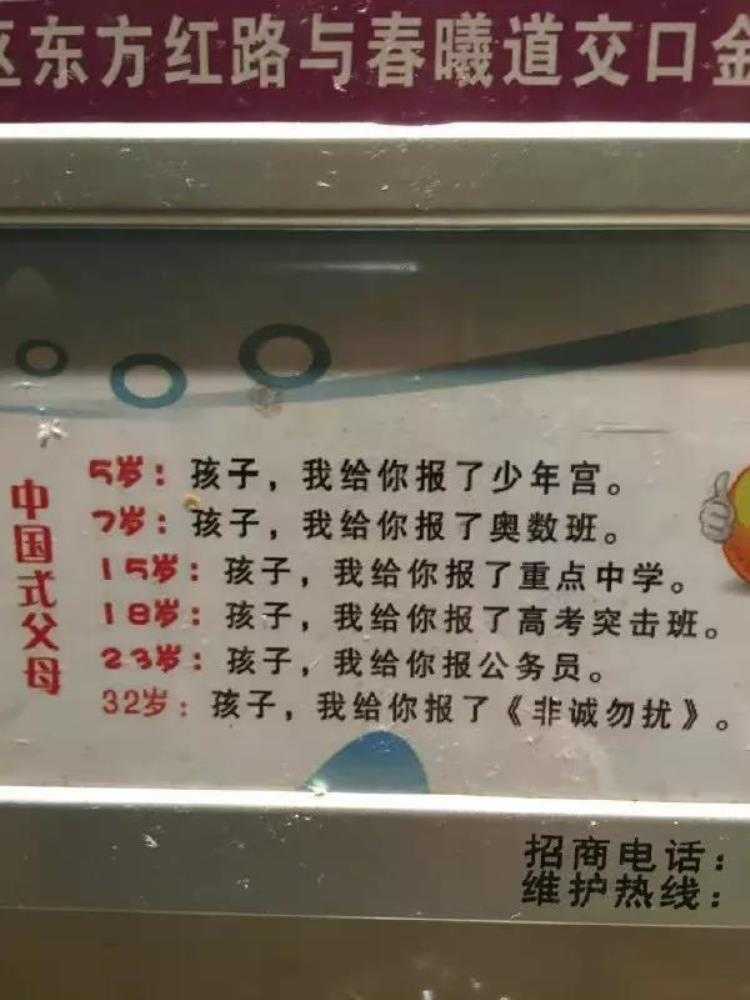 东方红路与春曦道交口金
中国式父母
5岁：孩子，我给你报了少年宫。
7岁：孩子，我给你报了奥数班。
15岁：孩子，我给你报了重点中学。
18岁：孩子，我给你报了高考突击班。
23岁：孩子，我给你报公务员。
32岁：孩子，我给你报了《非诚勿扰》。
招商电话：
维护热线：